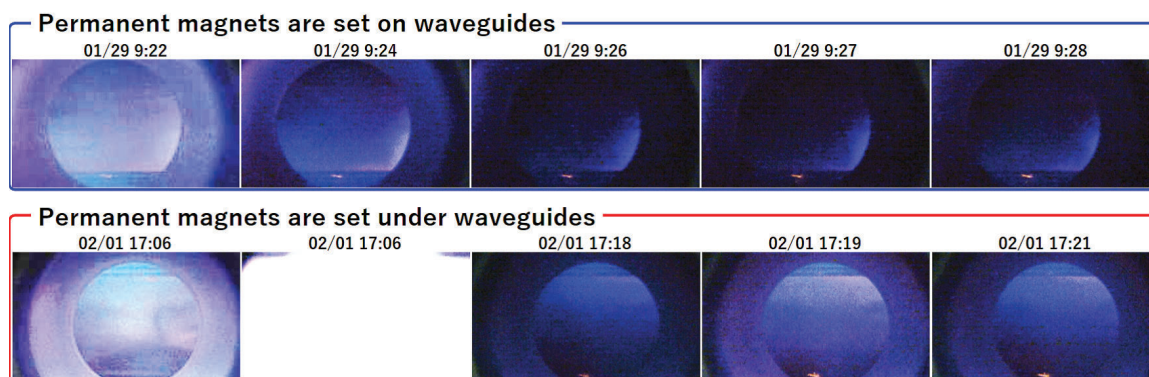 Permanent magnets are set on waveguides
01/29 9:22 01/29 9:24 01/29 9:26 01/29 9:27 01/29 9:28
Permanent magnets are set under waveguides
02/01 17:06 02/01 17:06 02/01 17:18 02/01 17:19 02/01 17:21